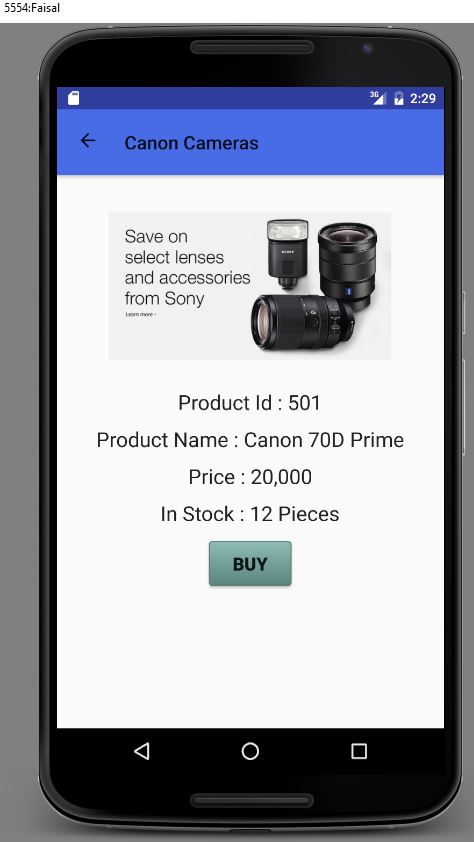 5554:Faisal
3G 2:29
Canon Cameras
Save on
select lenses
and accessories
from Sony
Learn more ›
SONY
G
Product Id : 501
Product Name : Canon 70D Prime
Price : 20,000
In Stock : 12 Pieces
BUY